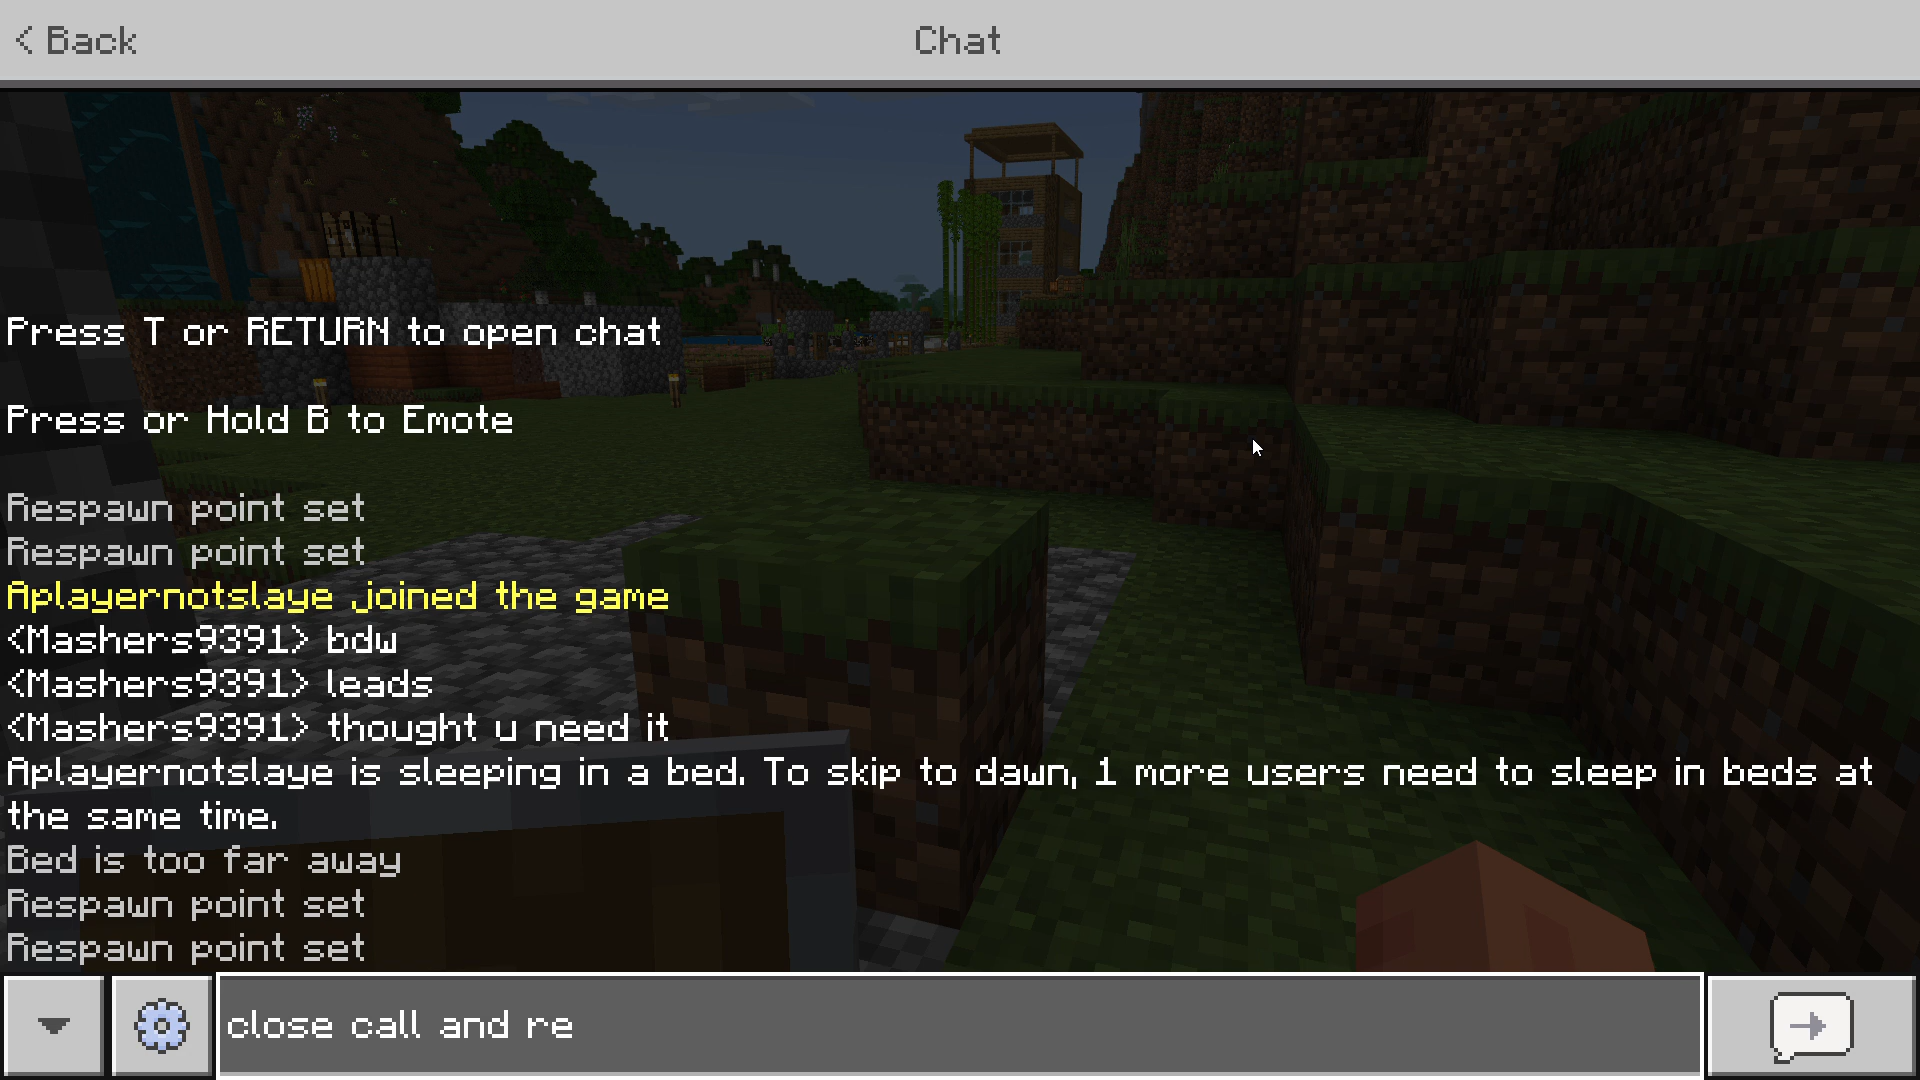 Back
Chat
Press T or RETURN to open chat
Press or Hold B to Emote
Respawn point set
Respawn point set
Aplayernotslaye joined the game
<Mashers9391> bdw
<Mashers9391> leads
<Mashers9391> thought u need it
Aplayernotslaye is sleeping in a bed. To skip to dawn, 1 more users need to sleep in beds at
the same time.
Bed is too far away
Respawn point set
Respawn point set
close call and re